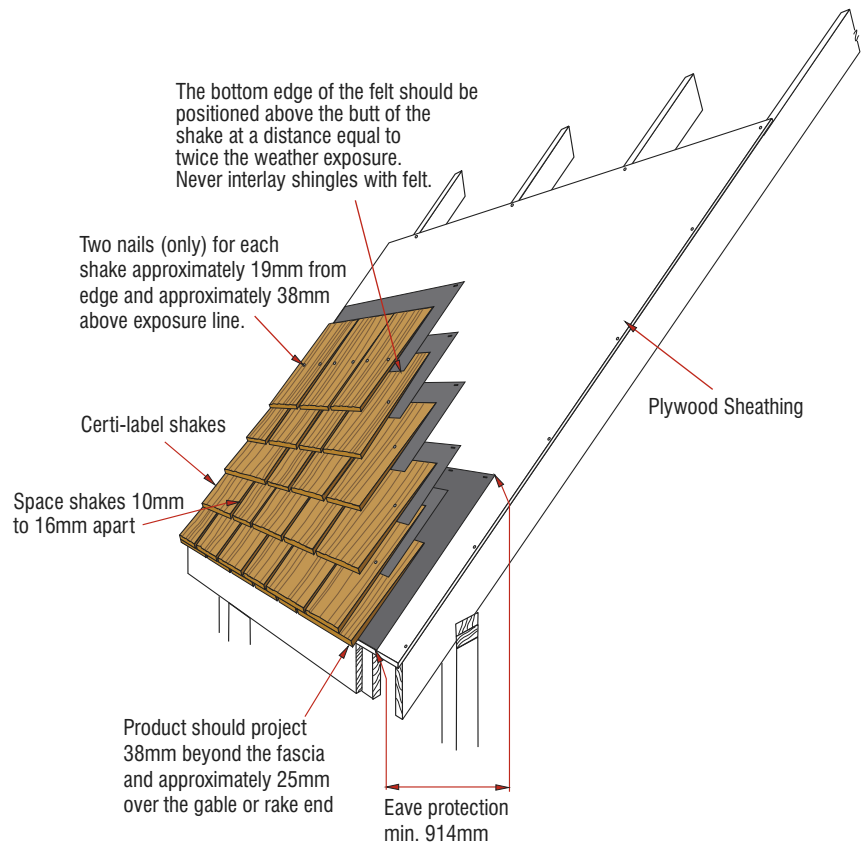 The bottom edge of the felt should be
positioned above the butt of the
shake at a distance equal to
twice the weather exposure.
Never interlay shingles with felt.
Two nails (only) for each
shake approximately 19mm from
edge and approximately 38mm
above exposure line.
Plywood Sheathing
Certi-label shakes
Space shakes 10mm
to 16mm apart
Product should project
38mm beyond the fascia
and approximately 25mm
over the gable or rake end
Eave protection
min. 914mm